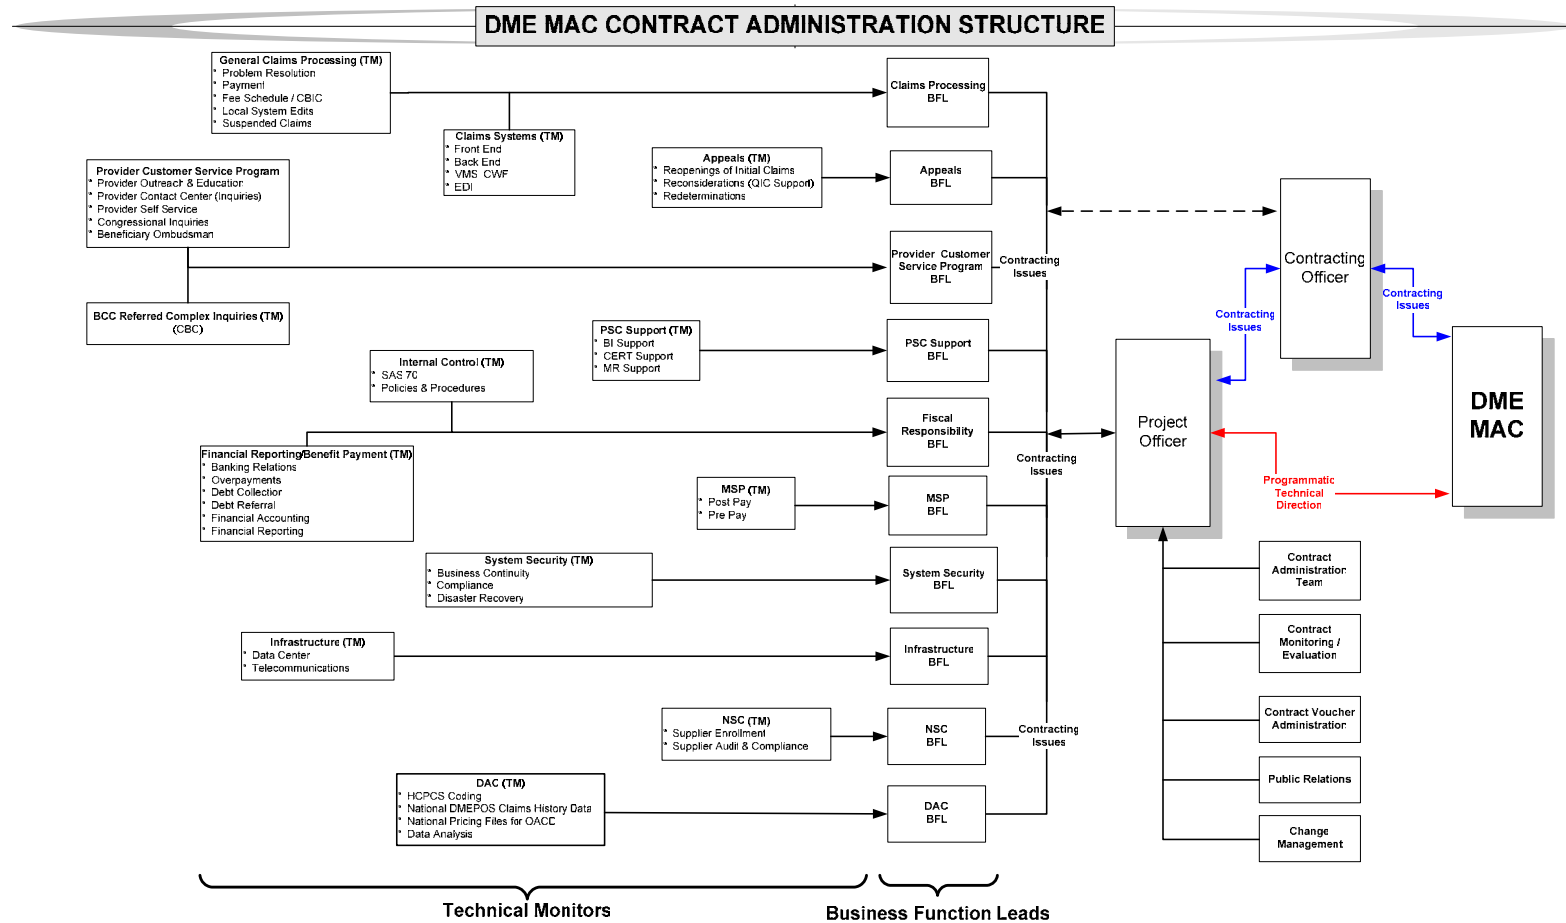 DME MAC CONTRACT ADMINISTRATION STRUCTURE
General Claims Processing (TM)
* Problem Resolution
* Payment
* Fee Schedule / CBIC
* Local System Edits
* Suspended Claims
Claims Processing
BFL
Claims Systems (TM)
* Front End
* Back End
* VMS CWF
* EDI
Provider Customer Service Program
* Provider Outreach & Education
* Provider Contact Center (Inquiries)
* Provider Self Service
* Congressional Inquiries
* Beneficiary Ombudsman
Appeals (TM)
* Reopenings of Initial Claims
* Reconsiderations (QIC Support)
* Redeterminations
Appeals
BFL
Provider Customer
Service Program
BFL
Contracting
Issues
BCC Referred Complex Inquiries (TM)
(CBC)
PSC Support (TM)
* BI Support
* CERT Support
* MR Support
PSC Support
BFL
Internal Control (TM)
* SAS 70
* Policies & Procedures
Fiscal
Responsibility
BFL
Contracting
Issues
Financial Reporting/Benefit Payment (TM)
* Banking Relations
* Overpayments
* Debt Collection
* Debt Referral
* Financial Accounting
* Financial Reporting
MSP (TM)
* Post Pay
* Pre Pay
MSP
BFL
System Security (TM)
* Business Continuity
* Compliance
* Disaster Recovery
System Security
BFL
Infrastructure (TM)
* Data Center
* Telecommunications
Infrastructure
BFL
NSC (TM)
* Supplier Enrollment
* Supplier Audit & Compliance
NSC
BFL
Contracting
Issues
DAC (TM)
* HCPCS Coding
* National DMEPOS Claims History Data
* National Pricing Files for OACD
* Data Analysis
DAC
BFL
Contracting
Officer
Contracting
Issues
Contracting
Issues
Project
Officer
DME
MAC
Programmatic
Technical
Direction
Contract
Administration
Team
Contract
Monitoring /
Evaluation
Contract Voucher
Administration
Public Relations
Change
Management
Technical Monitors
Business Function Leads